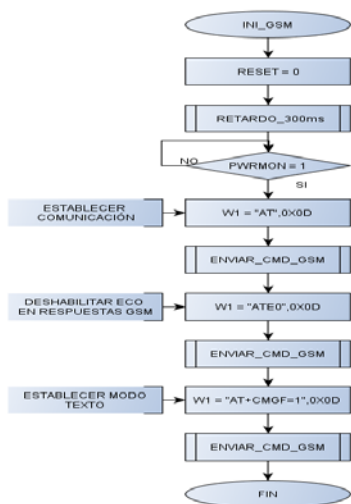 INI_GSM
RESET = 0
RETARDO_300ms
NO
PWRMON = 1
SI
ESTABLECER
COMUNICACIÓN
W1 = "AT",0X0D
ENVIAR_CMD_GSM
DESHABILITAR ECO
EN RESPUESTAS GSM
W1 = "ATE0",0X0D
ENVIAR_CMD_GSM
ESTABLECER MODO
TEXTO
W1 = "AT+CMGF=1",0X0D
ENVIAR_CMD_GSM
FIN